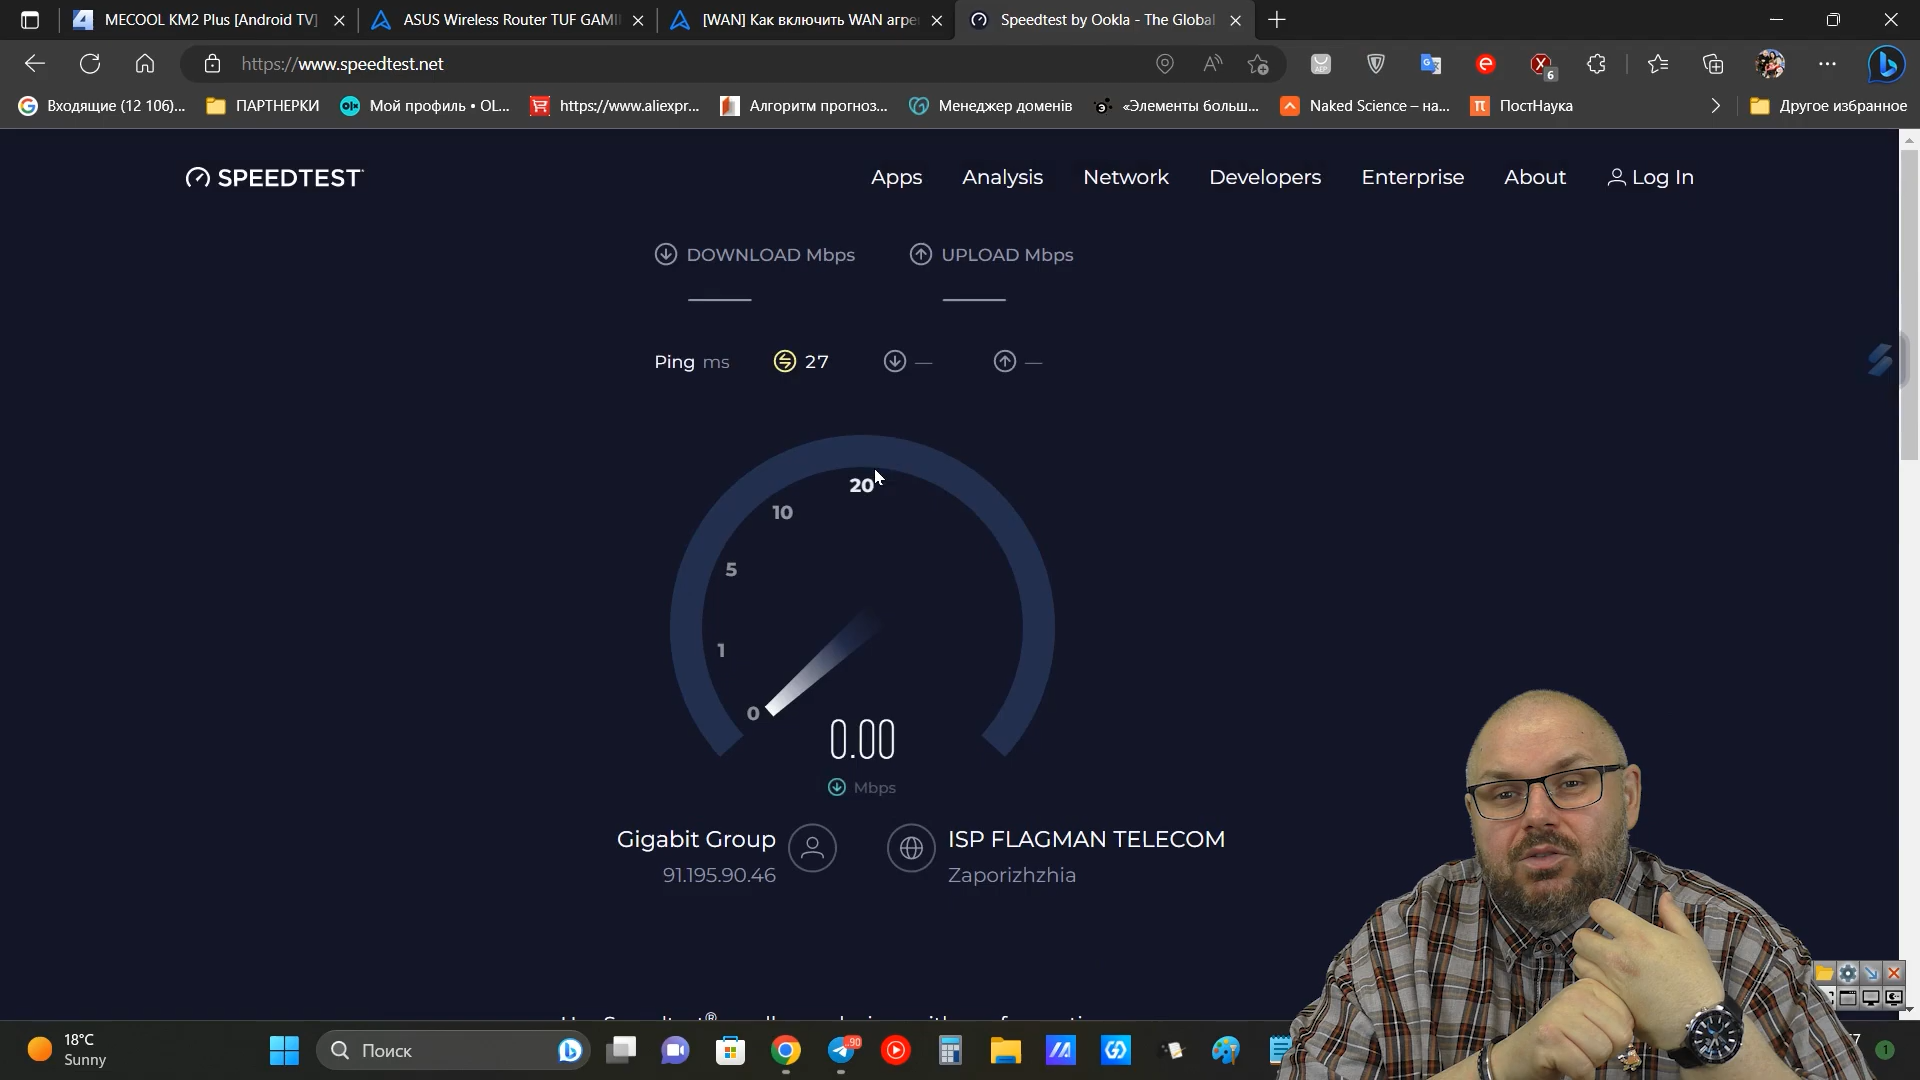 MECOOL KM2 Plus [Android TV]
ASUS Wireless Router TUF GAMI
[WAN] Как включить WAN агре
Speedtest by Ookla - The Global
https://www.speedtest.net
6
Входящие (12 106)...
ПАРТНЕРКИ
Мой профиль • OL...
https://www.aliexpr...
Алгоритм прогноз...
Менеджер доменів
«Элементы больш...
Naked Science – на...
ПостНаука
Другое избранное
SPEEDTEST
Apps
Analysis
Network
Developers
Enterprise
About
Log In
DOWNLOAD Mbps
UPLOAD Mbps
Ping ms
27
—
—
20
10
5
1
0
0.00
Mbps
Gigabit Group
91.195.90.46
ISP FLAGMAN TELECOM
Zaporizhzhia
18°C
Sunny
Поиск
90
1